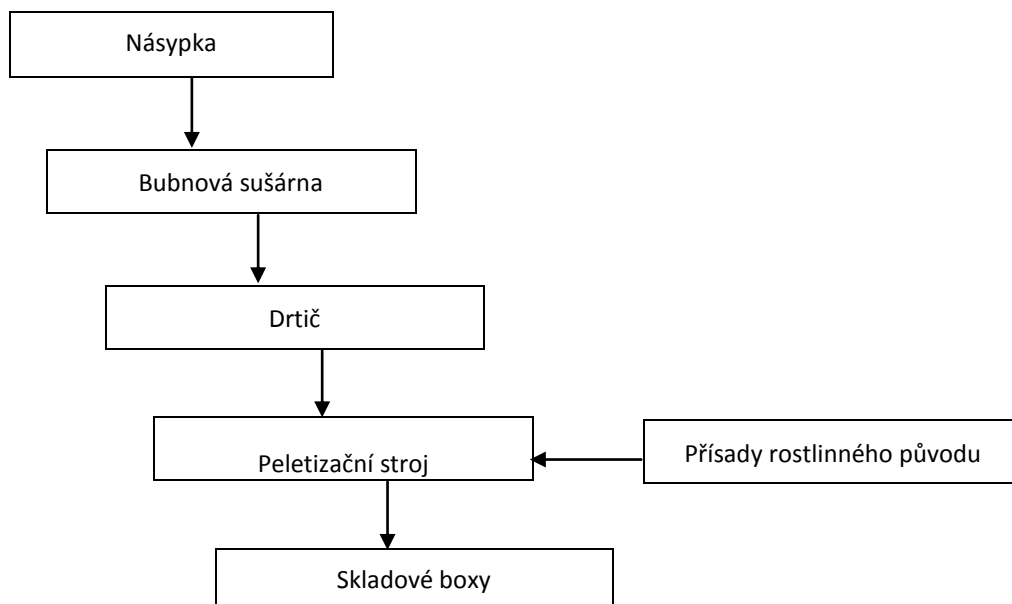 Násypka
Bubnová sušárna
Drtič
Peletizační stroj
Přísady rostlinného původu
Skladové boxy